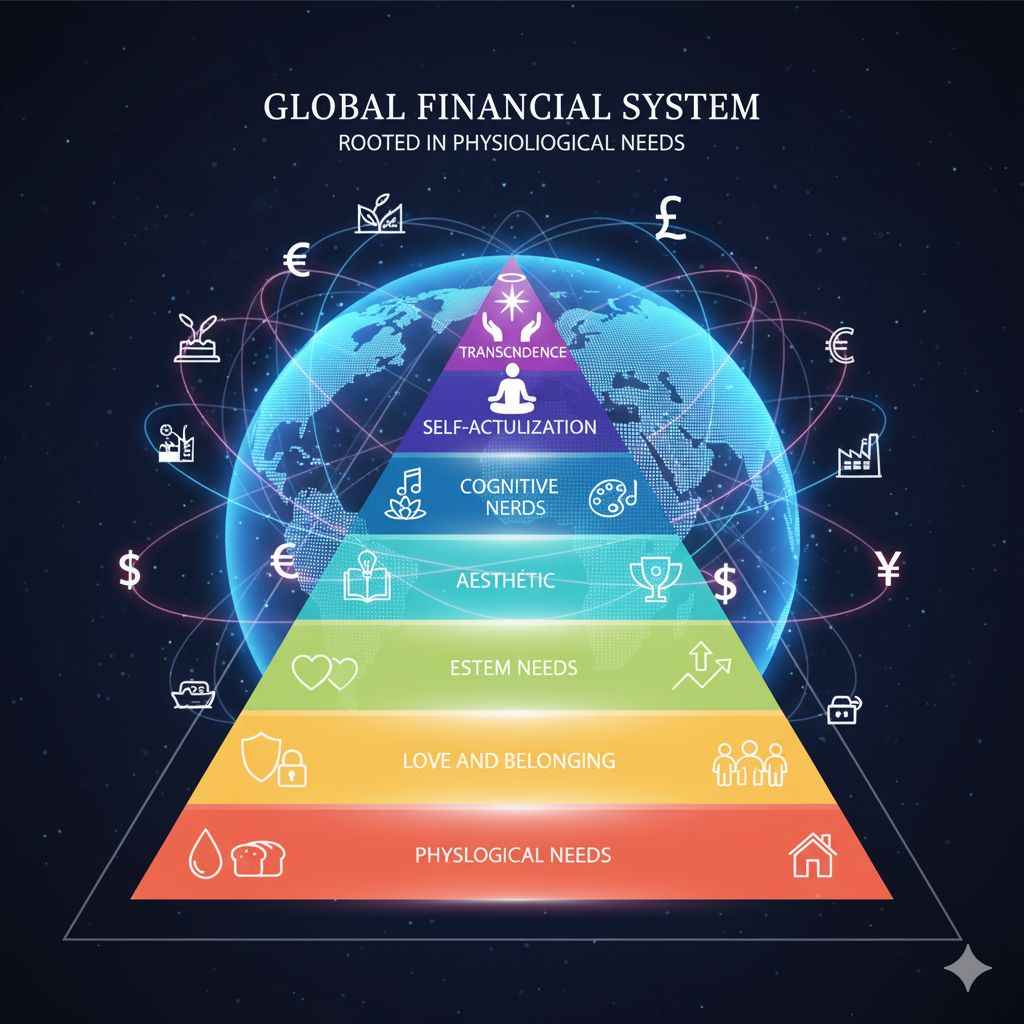 GLOBAL FINANCIAL SYSTEM
ROOTED IN PHYSIOLIOGICAL NEEDS
£
€
€
TRANSCNDENCE
SELF-ACTULIZATION
COGNITIVE
NERDS
$
€
AESTHÉTIC
$
¥
ESTEM NEEDS
LOVE AND BELONGING
PHYSLOGICAL NEEDS